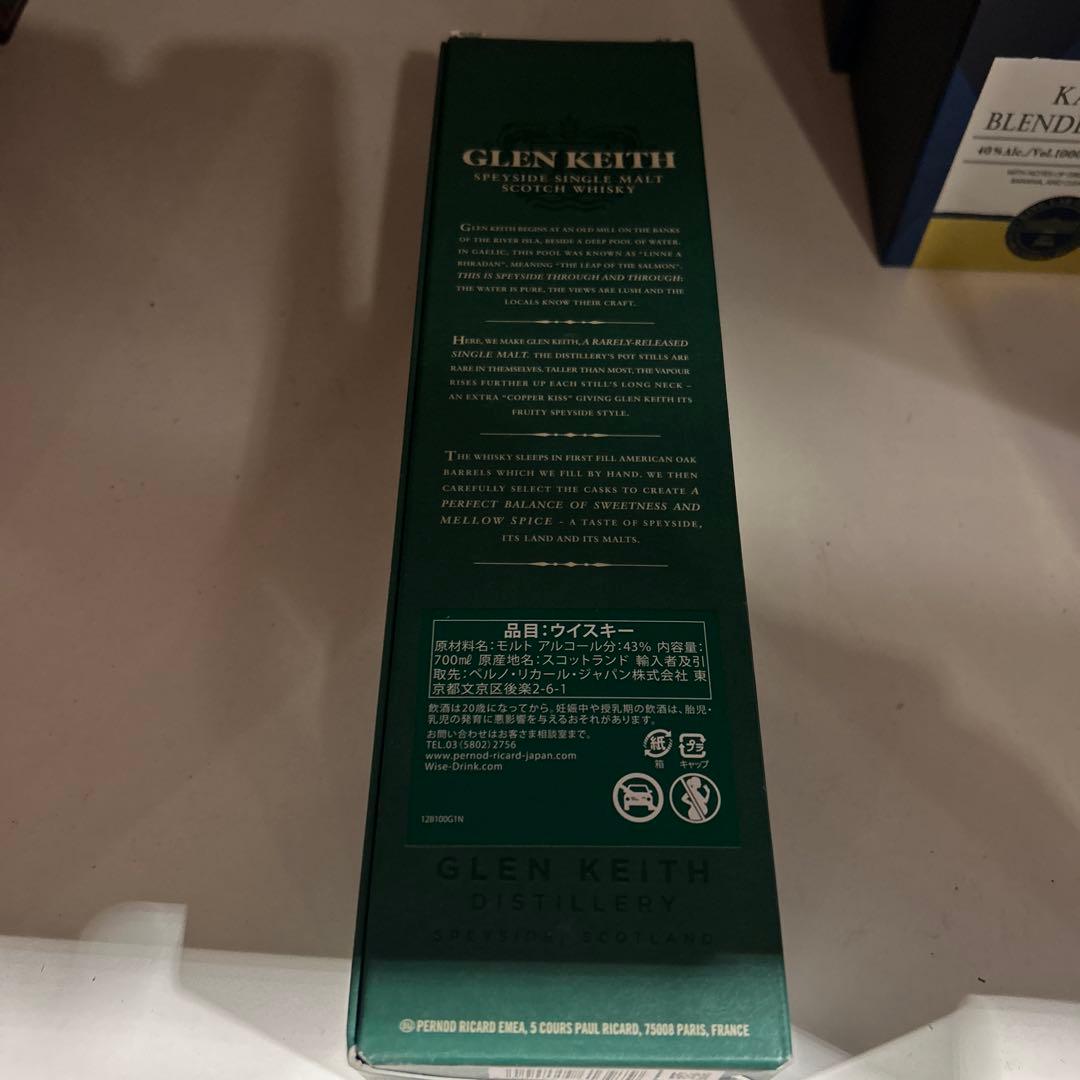 GLEN KEITH
SPEYSIDE SINGLE MALT
SCOTCH WHISKY
GLEN KEITH BEGINS AT AN OLD MILL ON THE BANKS
OF THE RIVER ISLA, BESIDE A DEEP POOL OF WATER.
IN GAELIC, THIS POOL WAS KNOWN AS "LINNE A
BHRADAN", MEANING "THE LEAP OF THE SALMON".
THIS IS SPEYSIDE THROUGH AND THROUGH:
THE WATER IS PURE, THE VIEWS ARE LUSH AND THE
LOCALS KNOW THEIR CRAFT.
HERE, WE MAKE GLEN KEITH, A RARELY-RELEASED
SINGLE MALT. THE DISTILLERY'S POT STILLS ARE
RARE IN THEMSELVES. TALLER THAN MOST, THE VAPOUR
RISES FURTHER UP EACH STILL'S LONG NECK –
AN EXTRA "COPPER KISS" GIVING GLEN KEITH ITS
FRUITY SPEYSIDE STYLE.
THE WHISKY SLEEPS IN FIRST FILL AMERICAN OAK
BARRELS WHICH WE FILL BY HAND. WE THEN
CAREFULLY SELECT THE CASKS TO CREATE A
PERFECT BALANCE OF SWEETNESS AND
MELLOW SPICE - A TASTE OF SPEYSIDE,
ITS LAND AND ITS MALTS.
品目:ウイスキー
原材料名:モルト アルコール分:43% 内容量:
700㎖ 原産地名:スコットランド 輸入者及引
取先:ペルノ・リカール・ジャパン株式会社 東
京都文京区後楽2-6-1
飲酒は20歳になってから。妊娠中や授乳期の飲酒は、胎児・
乳児の発育に悪影響を与えるおそれがあります。
お問い合わせはお客さま相談室まで。
TEL.03(5802)2756
www.pernod-ricard-japan.com
Wise-Drink.com
紙 プラ
箱 キャップ
12B100G1N
GLEN KEITH
DISTILLERY
SPEYSIDE, SCOTLAND
PERNOD RICARD EMEA, 5 COURS PAUL RICARD, 75008 PARIS, FRANCE
KA
BLENDE
40%Alc./Vol.1000